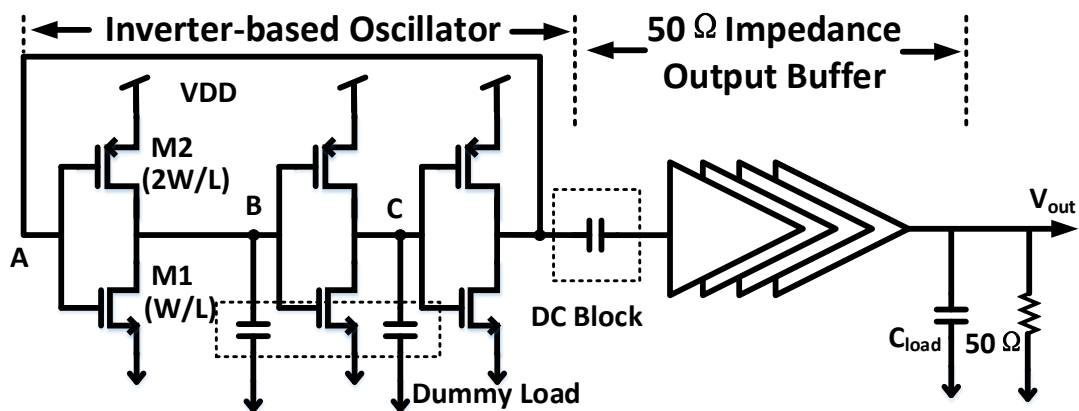 Inverter-based Oscillator
50 Ω Impedance
Output Buffer
VDD
M2
(2W/L)
A
B
C
M1
(W/L)
DC Block
Dummy Load
Vout
Cload
50 Ω